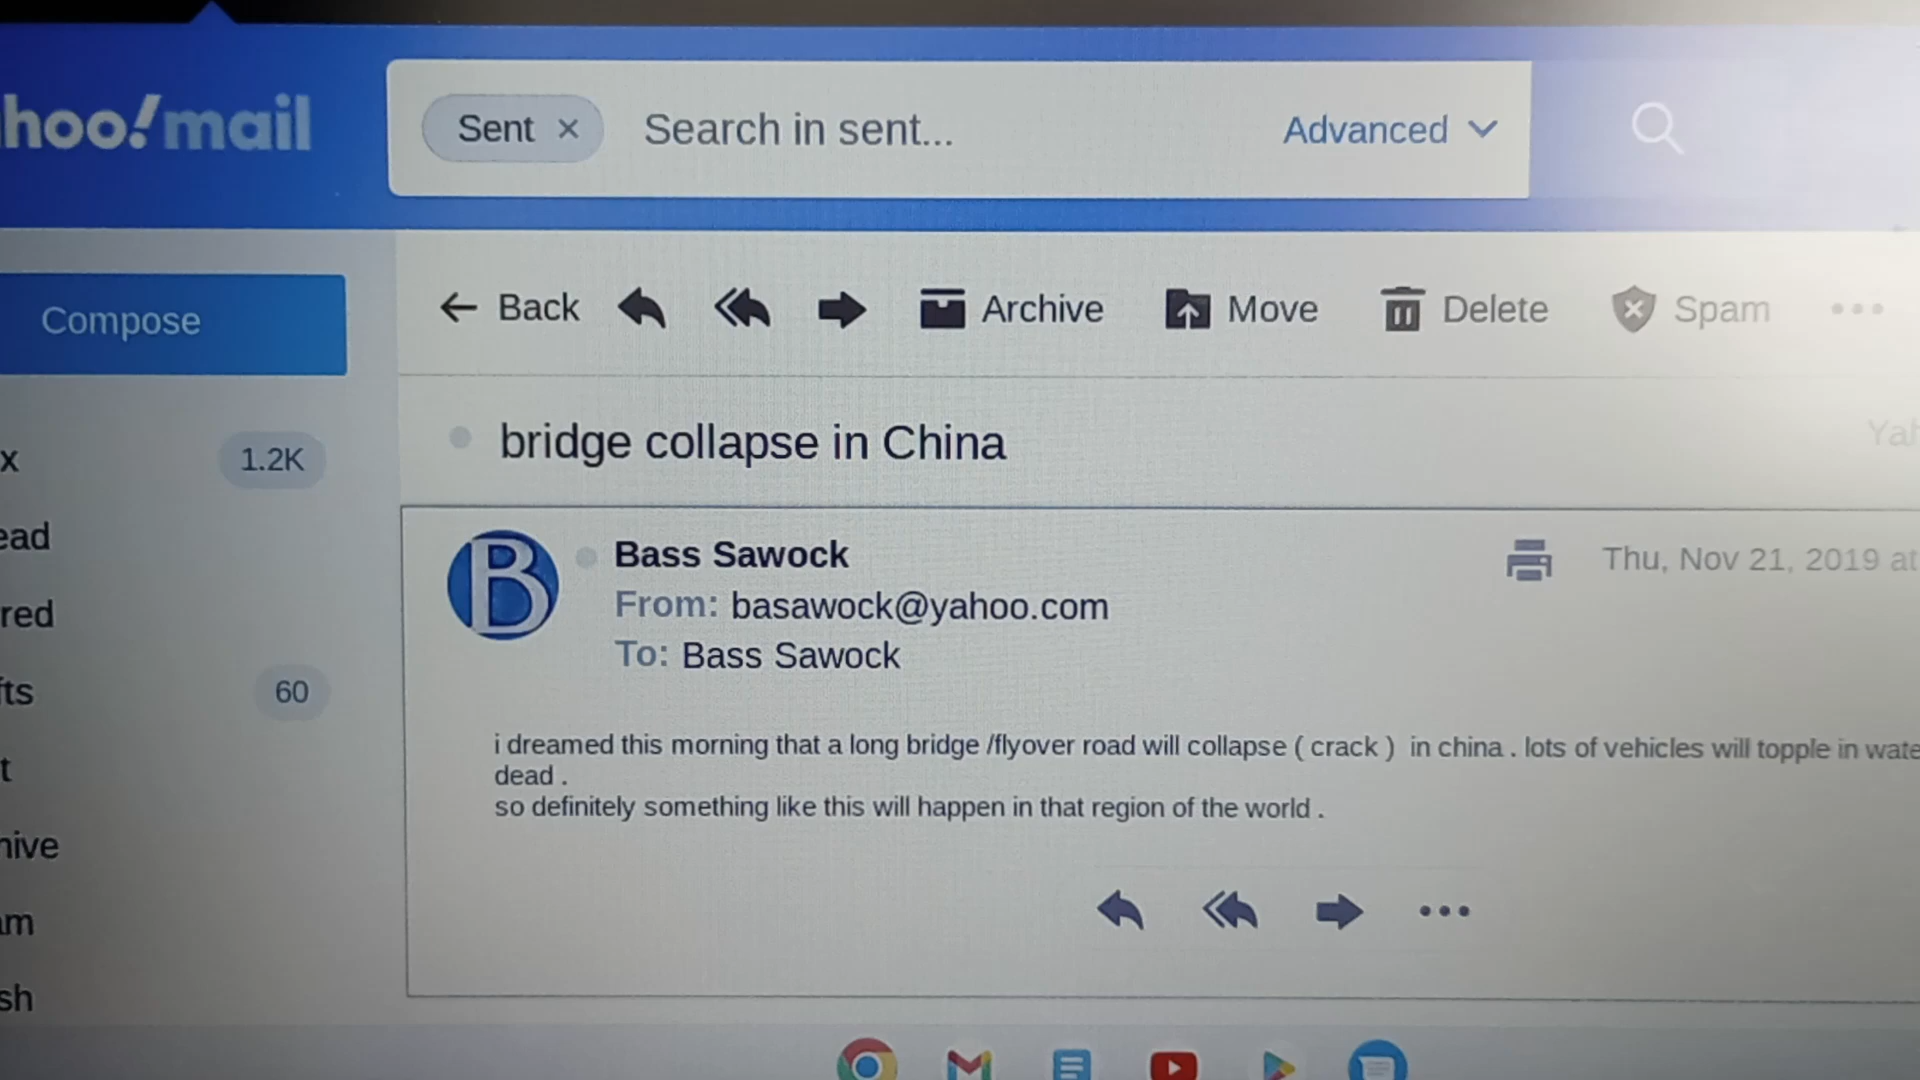 hoo!mail
Sent × Search in sent... Advanced
Compose
Back Archive Move Delete Spam
x 1.2K
bridge collapse in China
Yah
ead
Bass Sawock
Thu, Nov 21, 2019 at
red
From: basawock@yahoo.com
To: Bass Sawock
fts 60
i dreamed this morning that a long bridge /flyover road will collapse ( crack ) in china . lots of vehicles will topple in wate
t
dead .
so definitely something like this will happen in that region of the world .
hive
am
sh